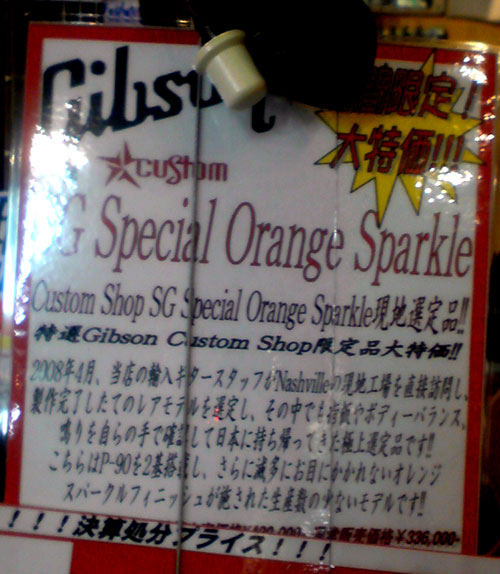 Gibson
限定!!
大特価!!!
custom
SG Special Orange Sparkle
Custom Shop SG Special Orange Sparkle現地選定品!!
特選Gibson Custom Shop限定品大特価!!
2008年4月、当店の輸入ギタースタッフがNashvilleの現地工場を直接訪問し、
製作完了したてのレアモデルを選定し、その中でも指板やボディーバランス、
鳴りを自らの手で確認して日本に持ち帰ってきた極上選定品です!!
こちらはP-90を2基搭載し、さらに滅多にお目にかかれないオレンジ
スパークルフィニッシュが施された生産数の少ないモデルです!!
販売価格¥336,000-
!!!決算処分プライス!!!